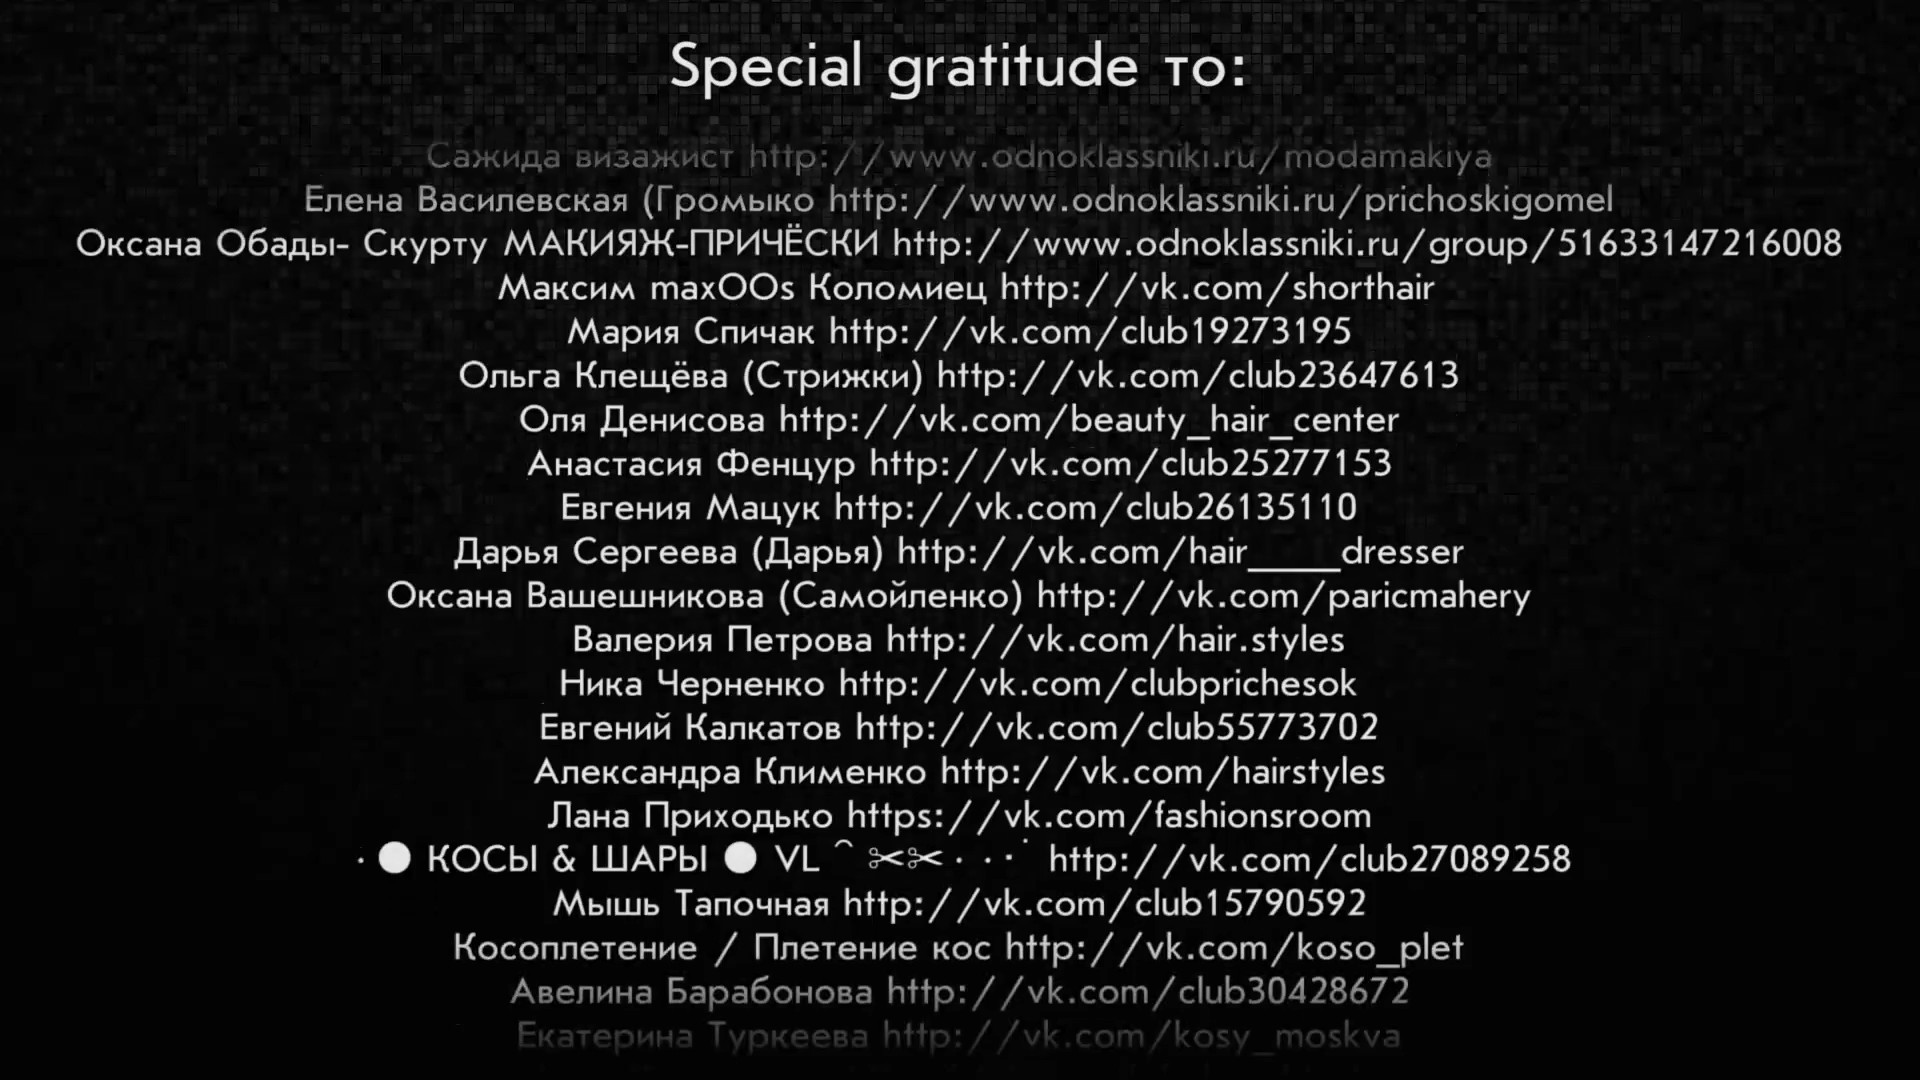 Special gratitude to:
Сажида визажист http://www.odnoklassniki.ru/modamakiya
Елена Василевская (Громыко http://www.odnoklassniki.ru/prichoskigomel
Оксана Обады- Скурту МАКИЯЖ-ПРИЧЁСКИ http://www.odnoklassniki.ru/group/51633147216008
Максим maxOOs Коломиец http://vk.com/shorthair
Мария Спичак http://vk.com/club19273195
Ольга Клещёва (Стрижки) http://vk.com/club23647613
Оля Денисова http://vk.com/beauty_hair_center
Анастасия Фенцур http://vk.com/club25277153
Евгения Мацук http://vk.com/club26135110
Дарья Сергеева (Дарья) http://vk.com/hair_____dresser
Оксана Вашешникова (Самойленко) http://vk.com/paricmahery
Валерия Петрова http://vk.com/hair.styles
Ника Черненко http://vk.com/clubprichesok
Евгений Калкатов http://vk.com/club55773702
Александра Клименко http://vk.com/hairstyles
Лана Приходько https://vk.com/fashionsroom
· ● КОСЫ & ШАРЫ ● VL ⌒ ✂✂· · ·˙ http://vk.com/club27089258
Мышь Тапочная http://vk.com/club15790592
Косоплетение / Плетение кос http://vk.com/koso_plet
Авелина Барабонова http://vk.com/club30428672
Екатерина Туркеева http://vk.com/kosy_moskva